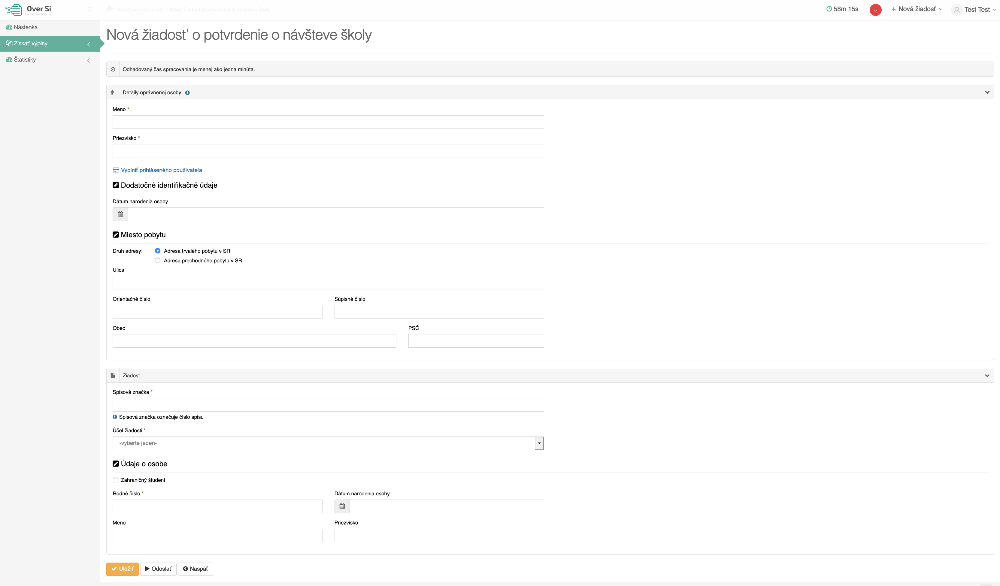 Over Si
Centrálne údaje
Navštevovanie školy
Nová žiadosť o potvrdenie o návšteve školy
58m 15s
+ Nová žiadosť
Test Test
Nástenka
Získať výpisy
Štatistiky
Nová žiadosť o potvrdenie o návšteve školy
Odhadovaný čas spracovania je menej ako jedna minúta.
Detaily oprávnenej osoby
Meno *
Priezvisko *
Vyplniť prihláseného používateľa
Dodatočné identifikačné údaje
Dátum narodenia osoby
Miesto pobytu
Druh adresy:
Adresa trvalého pobytu v SR
Adresa prechodného pobytu v SR
Ulica
Orientačné číslo
Súpisné číslo
Obec
PSČ
Žiadosť
Spisová značka *
Spisová značka označuje číslo spisu
Účel žiadosti *
-vyberte jeden-
Údaje o osobe
Zahraničný študent
Rodné číslo *
Dátum narodenia osoby
Meno
Priezvisko
Uložiť
Odoslať
Naspäť